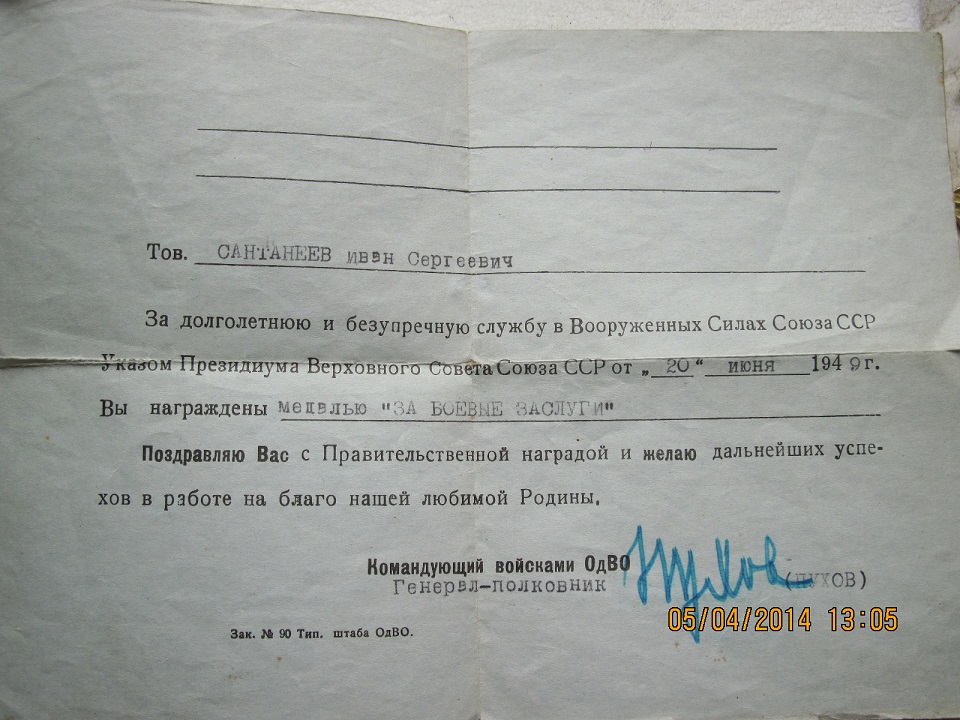 Тов. САНТАНЕЕВ Иван Сергеевич
За долголетнюю и безупречную службу в Вооруженных Силах Союза ССР
Указом Президиума Верховного Совета Союза ССР от „20“ июня 1949 г.
Вы награждены медалью "ЗА БОЕВЫЕ ЗАСЛУГИ"
Поздравляю Вас с Правительственной наградой и желаю дальнейших успе-
хов в работе на благо нашей любимой Родины.
Командующий войсками ОдВО
Генерал-полковник (ПУХОВ)
05/04/2014 13:05
Зак. № 90 Тип. штаба ОдВО.